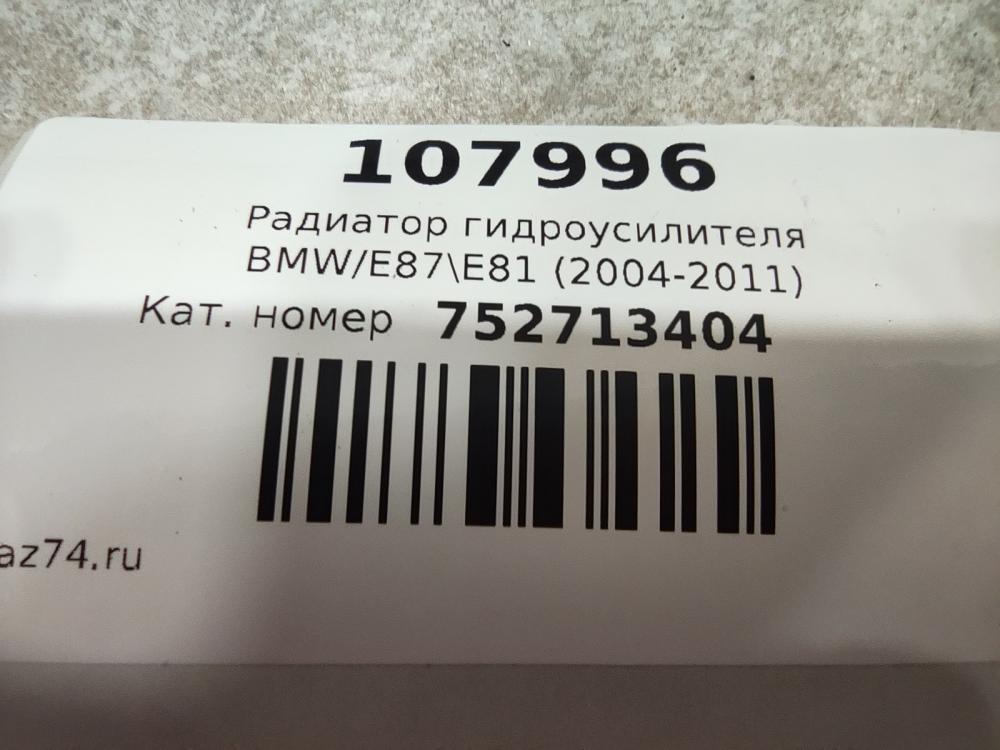 107996
Радиатор гидроусилителя
BMW/E87\E81 (2004-2011)
Кат. номер 752713404
az74.ru